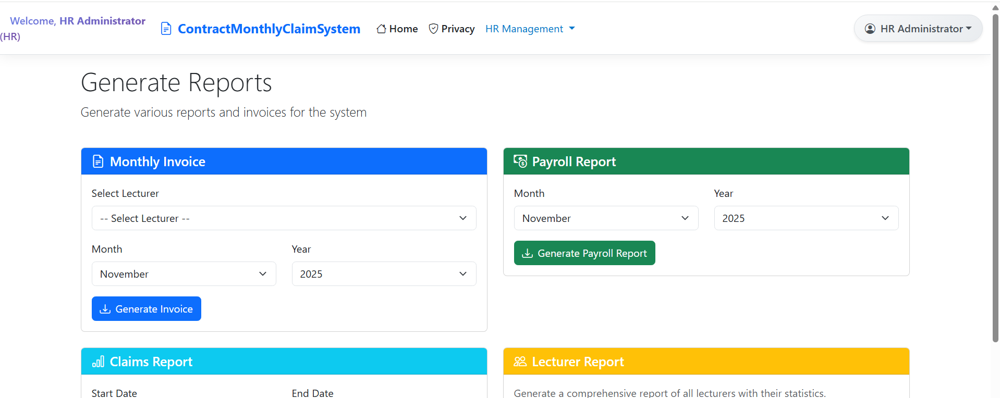 Welcome, HR Administrator
(HR)
ContractMonthlyClaimSystem
Home
Privacy
HR Management
HR Administrator
Generate Reports
Generate various reports and invoices for the system
Monthly Invoice
Select Lecturer
-- Select Lecturer --
Month
Year
November
2025
Generate Invoice
Payroll Report
Month
Year
November
2025
Generate Payroll Report
Claims Report
Start Date
End Date
Lecturer Report
Generate a comprehensive report of all lecturers with their statistics.